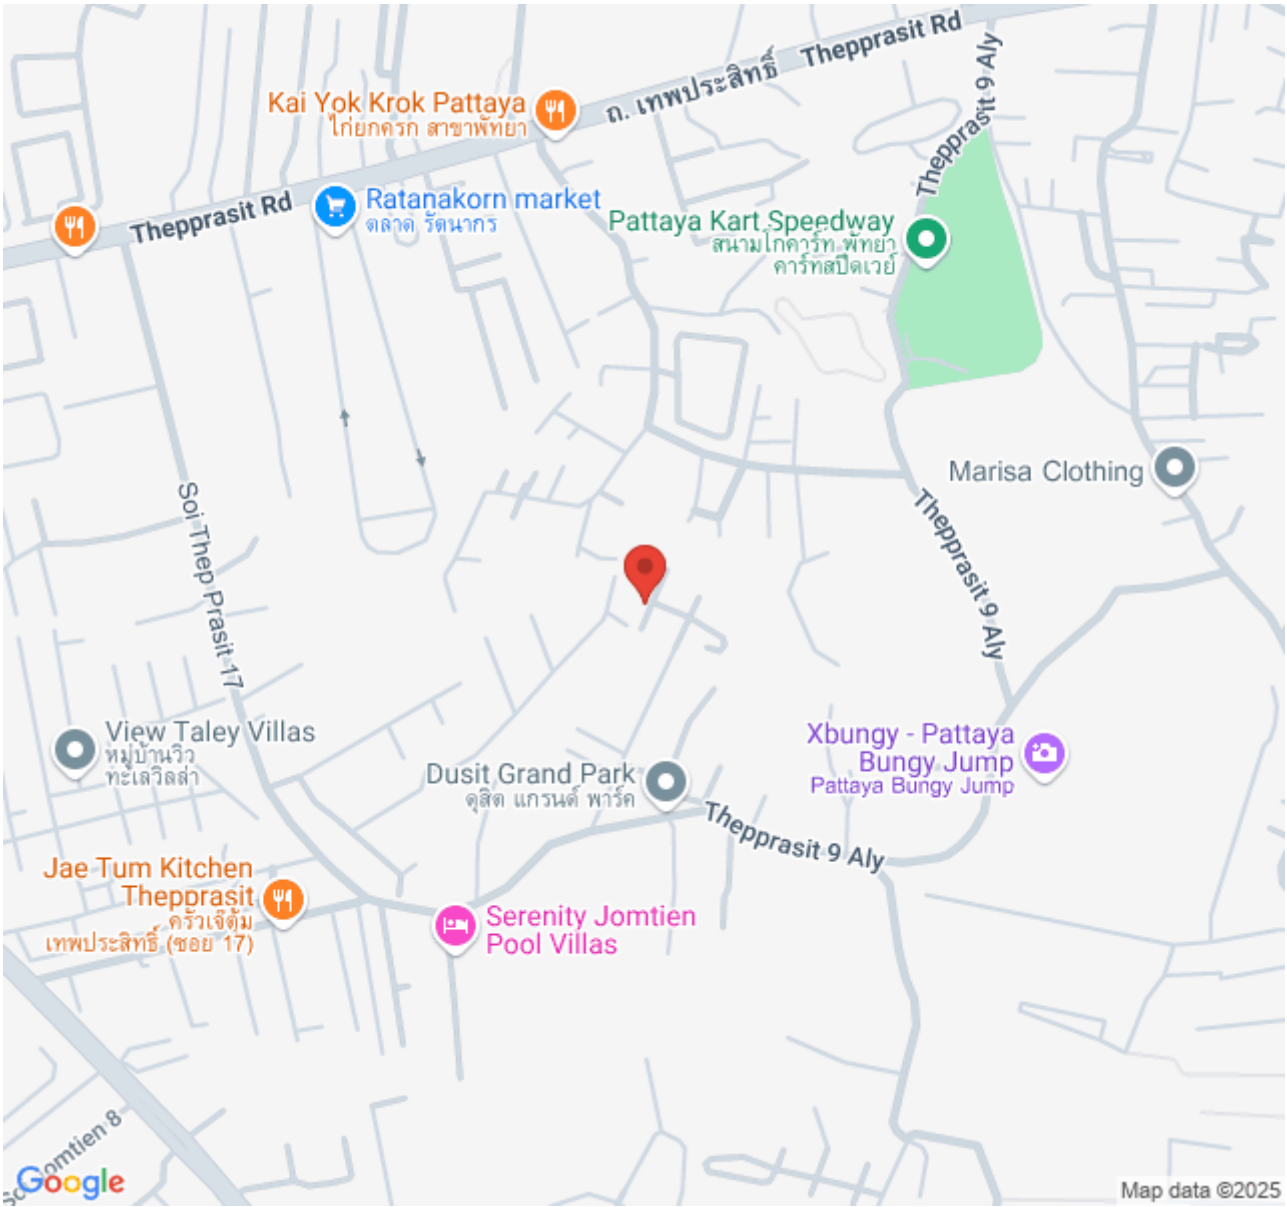 Thepprasit Rd
ถ. เทพประสิทธิ์
Thepprasit 9 Aly
Kai Yok Krok Pattaya
ไก่ยกครก สาขาพัทยา
Thepprasit 9 Aly
Thepprasit Rd
Ratanakorn market
ตลาด รัตนากร
Pattaya Kart Speedway
สนามโกคาร์ท พัทยา
คาร์ทสปีดเวย์
Marisa Clothing
Soi Thep Prasit 17
Thepprasit 9 Aly
View Taley Villas
หมู่บ้านวิว
ทะเลวิลล่า
Xbungy - Pattaya
Bungy Jump
Pattaya Bungy Jump
Dusit Grand Park
ดุสิต แกรนด์ พาร์ค
Thepprasit 9 Aly
Jae Tum Kitchen
Thepprasit
ครัวเจ๊ตุ้ม
เทพประสิทธิ์ (ซอย 17)
Serenity Jomtien
Pool Villas
omtien 8
Google
Map data ©2025